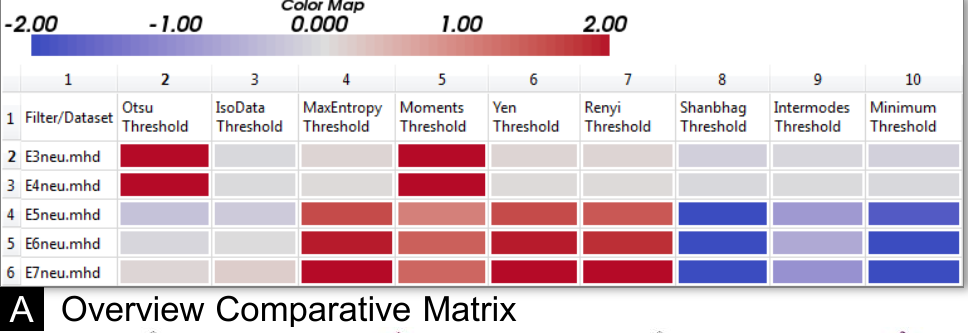 Color Map
-2.00 -1.00 0.000 1.00 2.00
1 2 3 4 5 6 7 8 9 10
1 Filter/Dataset Otsu Threshold IsoData Threshold MaxEntropy Threshold Moments Threshold Yen Threshold Renyi Threshold Shanbhag Threshold Intermodes Threshold Minimum Threshold
2 E3neu.mhd
3 E4neu.mhd
4 E5neu.mhd
5 E6neu.mhd
6 E7neu.mhd
A Overview Comparative Matrix